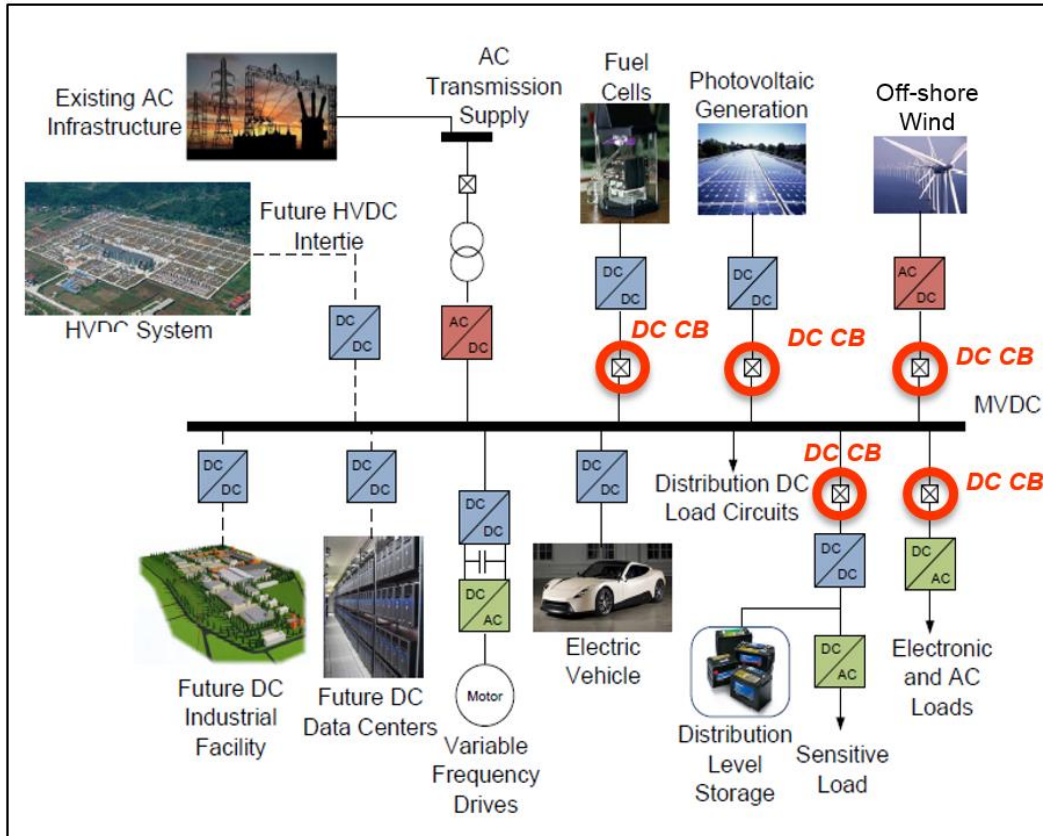 AC
Transmission
Supply
Existing AC
Infrastructure
Fuel
Cells
Photovoltaic
Generation
Off-shore
Wind
Future HVDC
Intertie
HVDC System
DC
DC
AC
DC
DC
DC
DC
DC
AC
DC
DC CB
DC CB
DC CB
MVDC
DC
DC
DC
DC
DC
DC
DC
DC
Distribution DC
Load Circuits
DC CB
DC CB
DC
AC
DC
DC
DC
AC
DC
AC
Future DC
Industrial
Facility
Future DC
Data Centers
Motor
Variable
Frequency
Drives
Electric
Vehicle
Distribution
Level
Storage
Sensitive
Load
Electronic
and AC
Loads